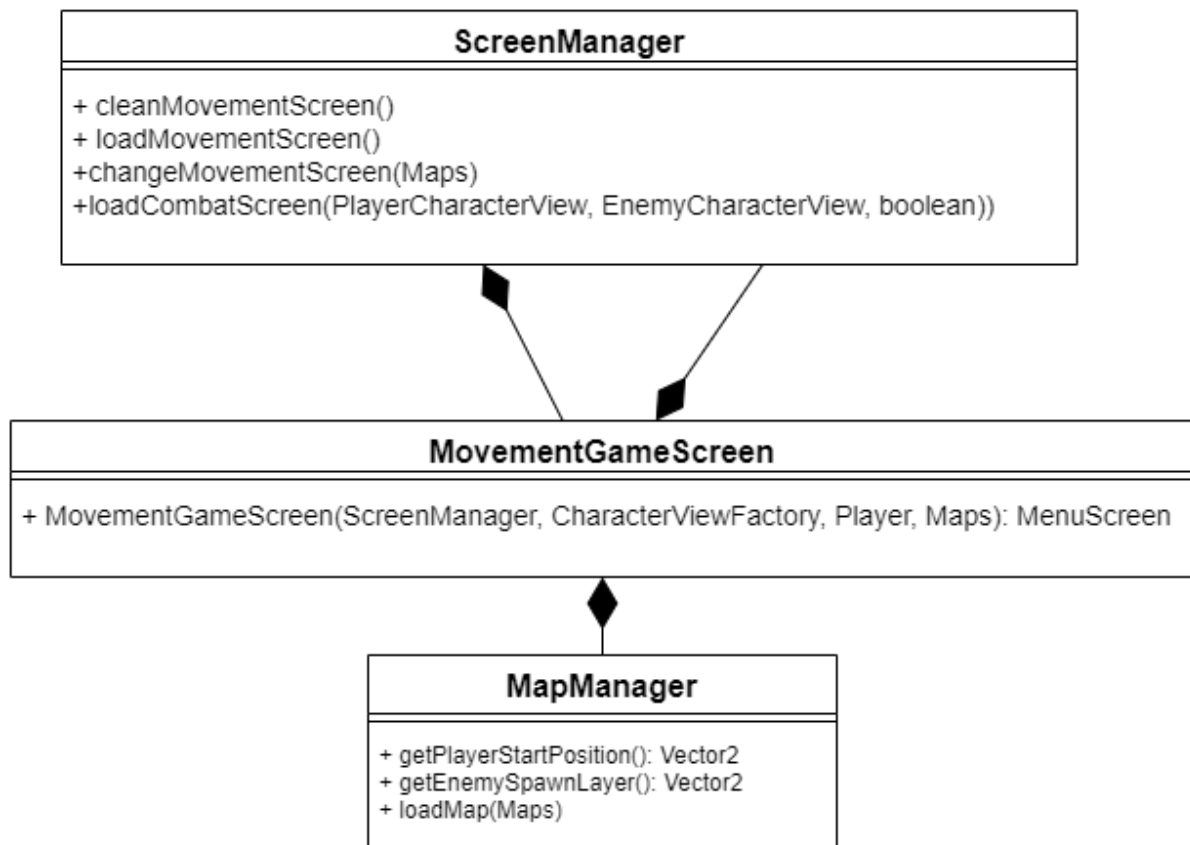 ScreenManager
+ cleanMovementScreen()
+ loadMovementScreen()
+changeMovementScreen(Maps)
+loadCombatScreen(PlayerCharacterView, EnemyCharacterView, boolean))
MovementGameScreen
+ MovementGameScreen(ScreenManager, CharacterViewFactory, Player, Maps): MenuScreen
MapManager
+ getPlayerStartPosition(): Vector2
+ getEnemySpawnLayer(): Vector2
+ loadMap(Maps)